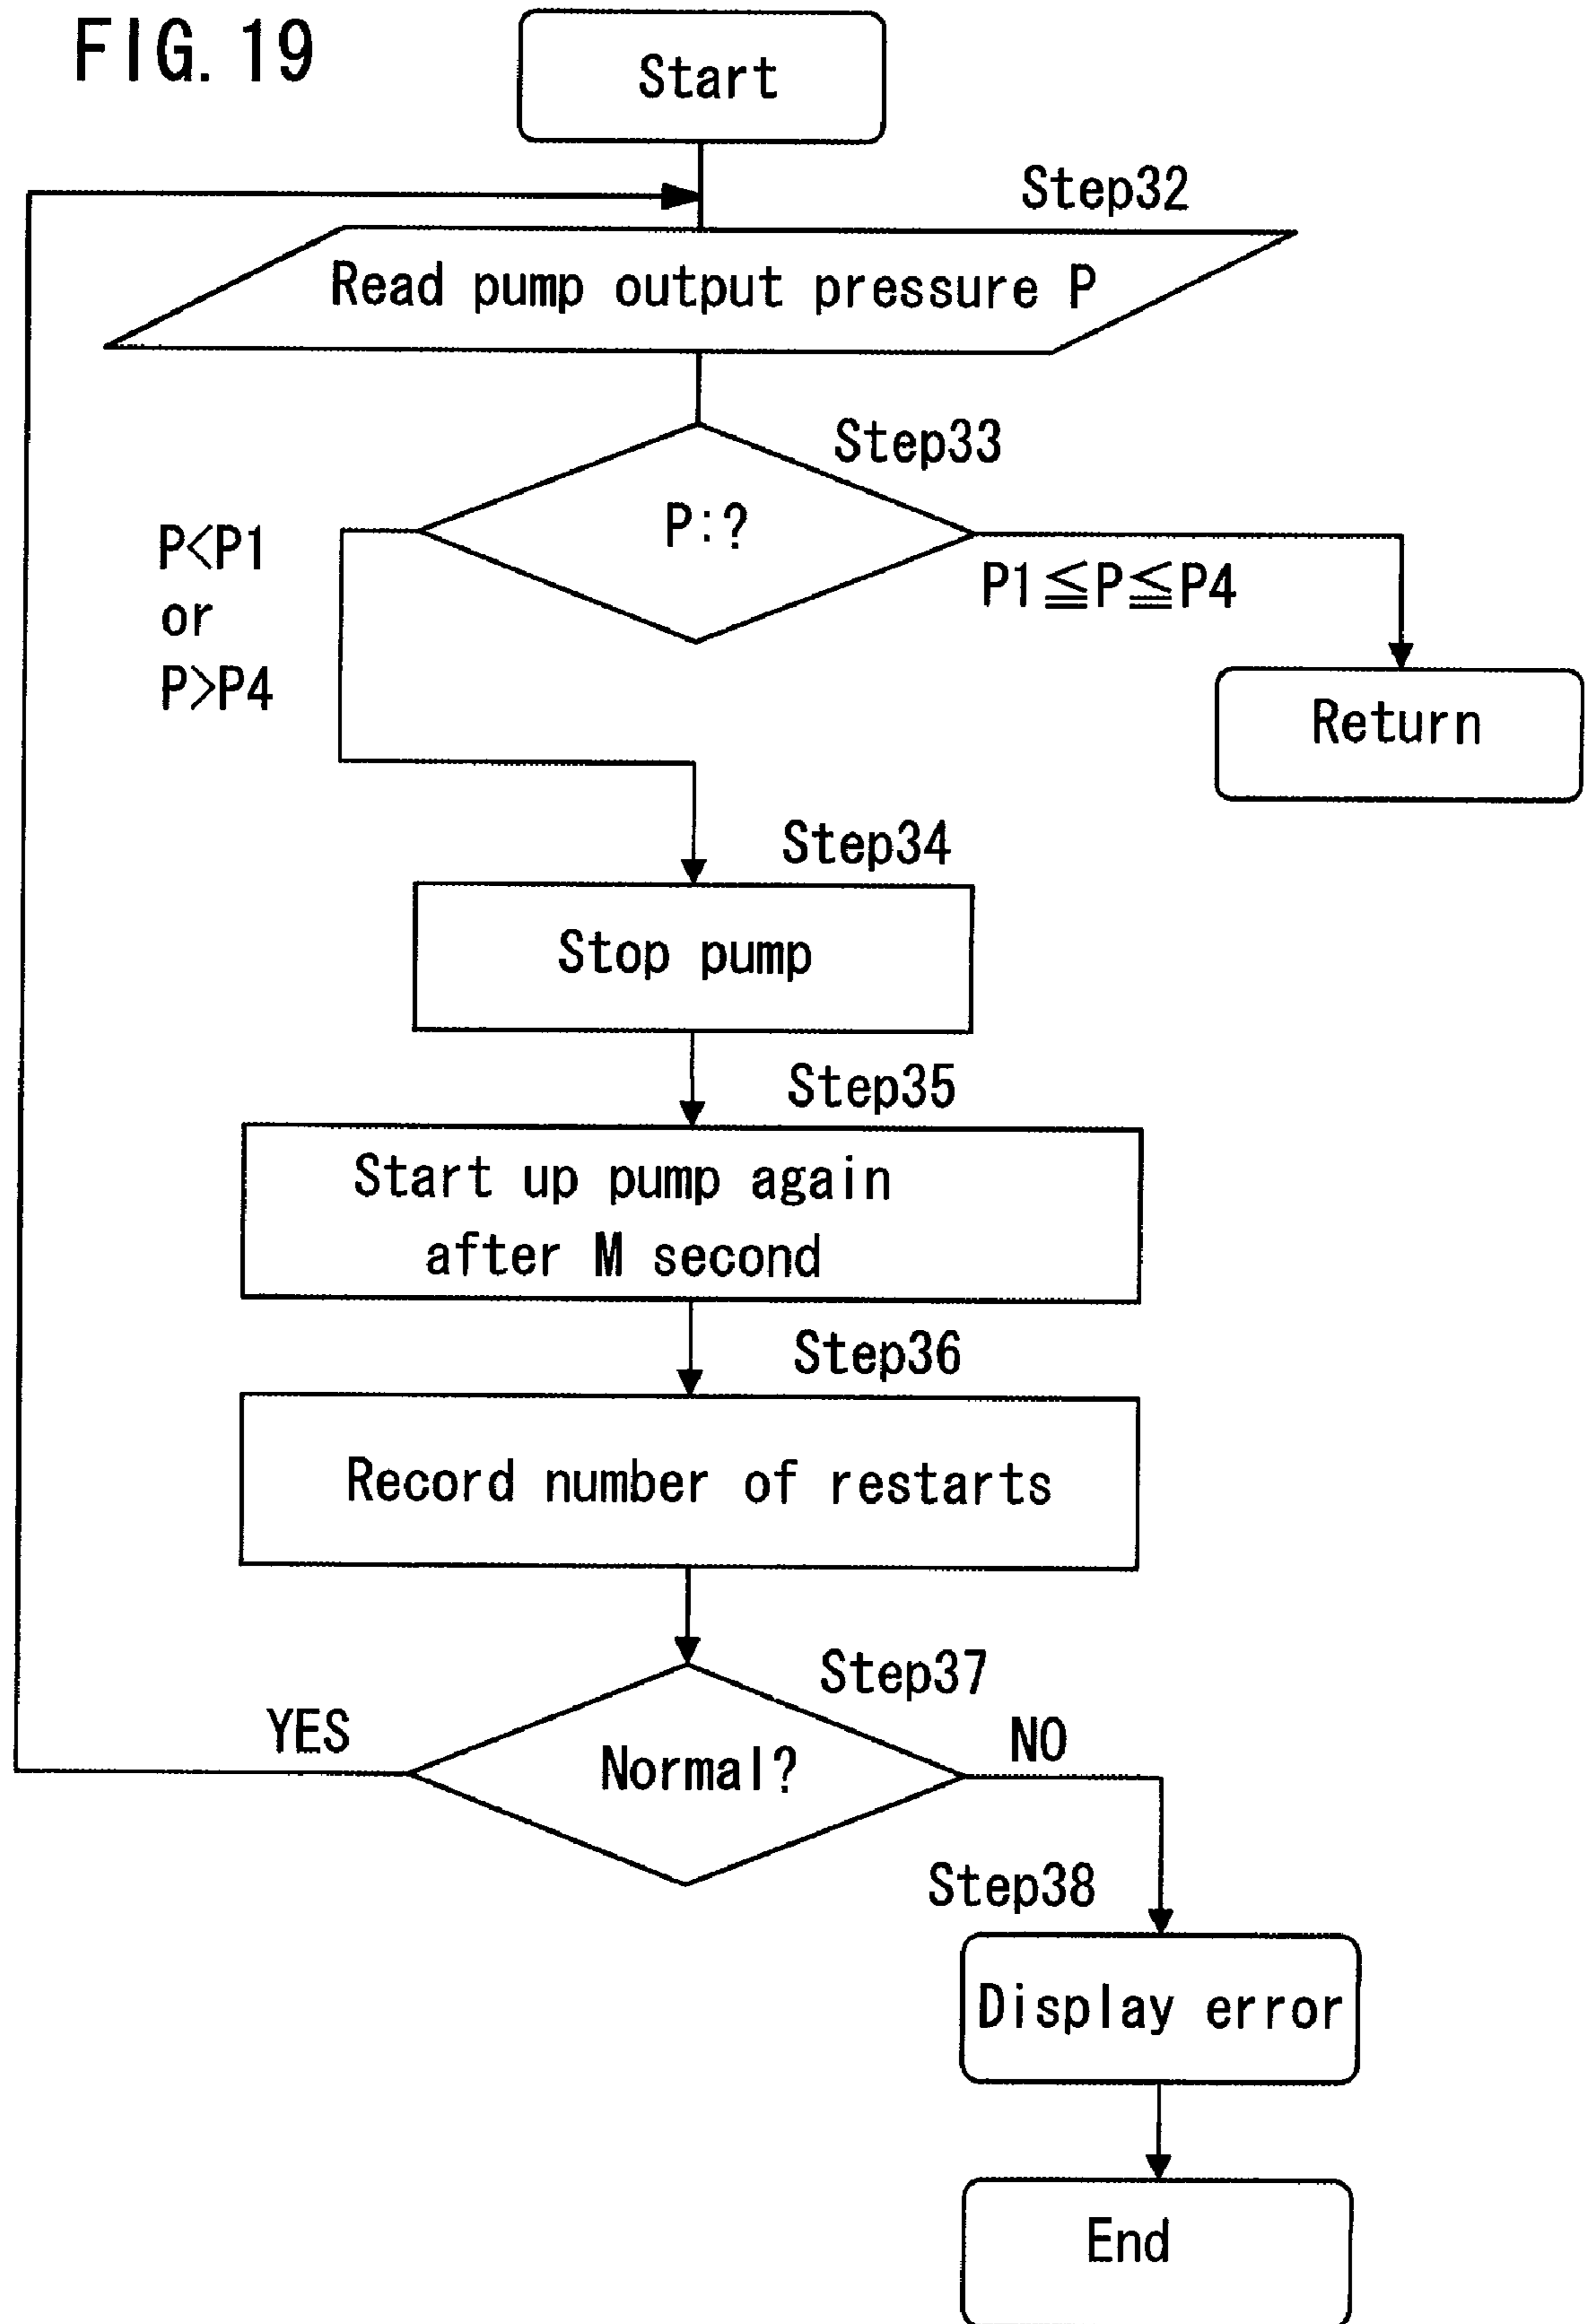 FIG. 19
Start
Step32
Read pump output pressure P
Step33
P:?
P<P1
or
P>P4
P1≦P≦P4
Return
Step34
Stop pump
Step35
Start up pump again
after M second
Step36
Record number of restarts
Step37
Normal?
YES
NO
Step38
Display error
End